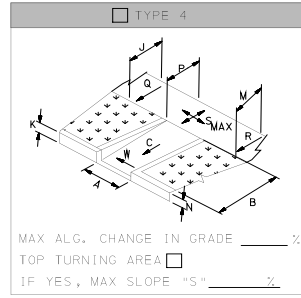 TYPE 4
J
P
Q
M
S MAX
K
R
C
W
A
N
B
MAX ALG. CHANGE IN GRADE ______ %
TOP TURNING AREA
IF YES, MAX SLOPE "S" ______ %